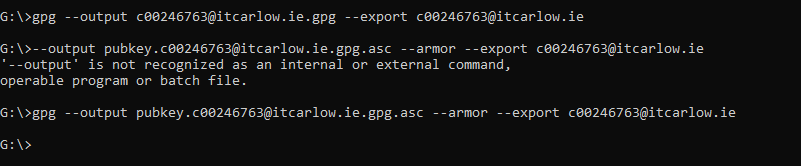 G:\>gpg --output c00246763@itcarlow.ie.gpg --export c00246763@itcarlow.ie
G:\>--output pubkey.c00246763@itcarlow.ie.gpg.asc --armor --export c00246763@itcarlow.ie
'--output' is not recognized as an internal or external command,
operable program or batch file.
G:\>gpg --output pubkey.c00246763@itcarlow.ie.gpg.asc --armor --export c00246763@itcarlow.ie
G:\>